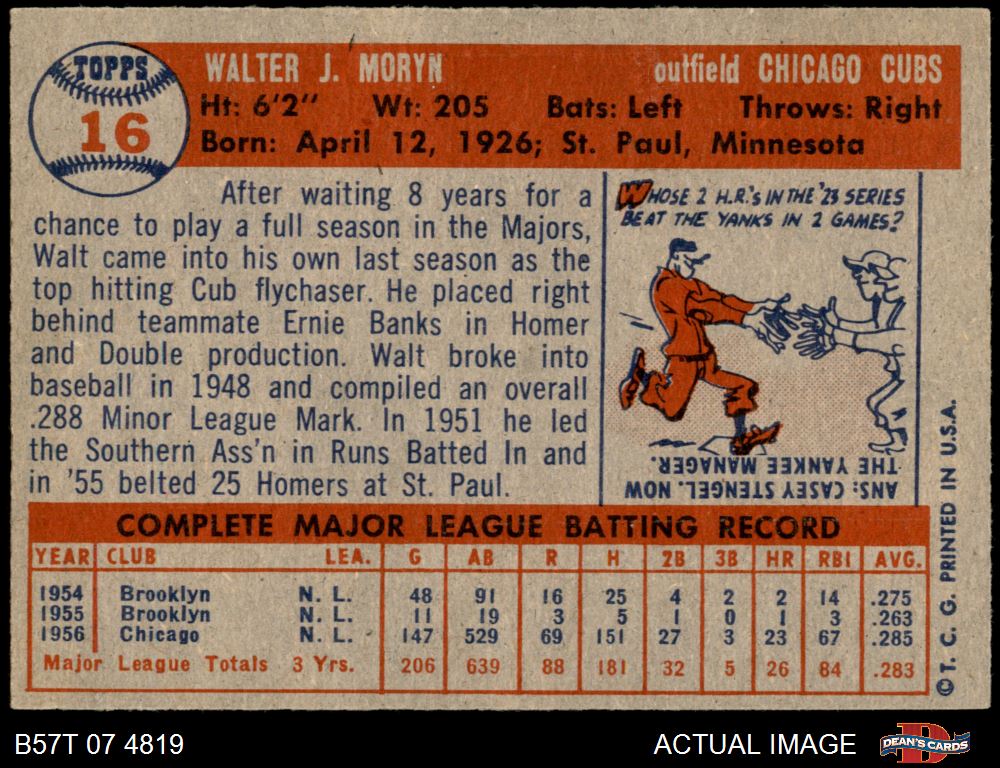 TOPPS
16
WALTER J. MORYN outfield CHICAGO CUBS
Ht: 6'2" Wt: 205 Bats: Left Throws: Right
Born: April 12, 1926; St. Paul, Minnesota
After waiting 8 years for a
chance to play a full season in the Majors,
Walt came into his own last season as the
top hitting Cub flychaser. He placed right
behind teammate Ernie Banks in Homer
and Double production. Walt broke into
baseball in 1948 and compiled an overall
.288 Minor League Mark. In 1951 he led
the Southern Ass'n in Runs Batted In and
in '55 belted 25 Homers at St. Paul.
WHOSE 2 H.R.'S IN THE '23 SERIES
BEAT THE YANKS IN 2 GAMES?
ANS: CASEY STENGEL. NOW
THE YANKEE MANAGER.
COMPLETE MAJOR LEAGUE BATTING RECORD
YEAR CLUB LEA. G AB R H 2B 3B HR RBI AVG.
1954 Brooklyn N. L. 48 91 16 25 4 2 2 14 .275
1955 Brooklyn N. L. 11 19 3 5 1 0 1 3 .263
1956 Chicago N. L. 147 529 69 151 27 3 23 67 .285
Major League Totals 3 Yrs. 206 639 88 181 32 5 26 84 .283
© T. C. G. PRINTED IN U.S.A.
B57T 07 4819
ACTUAL IMAGE
DEAN'S CARDS